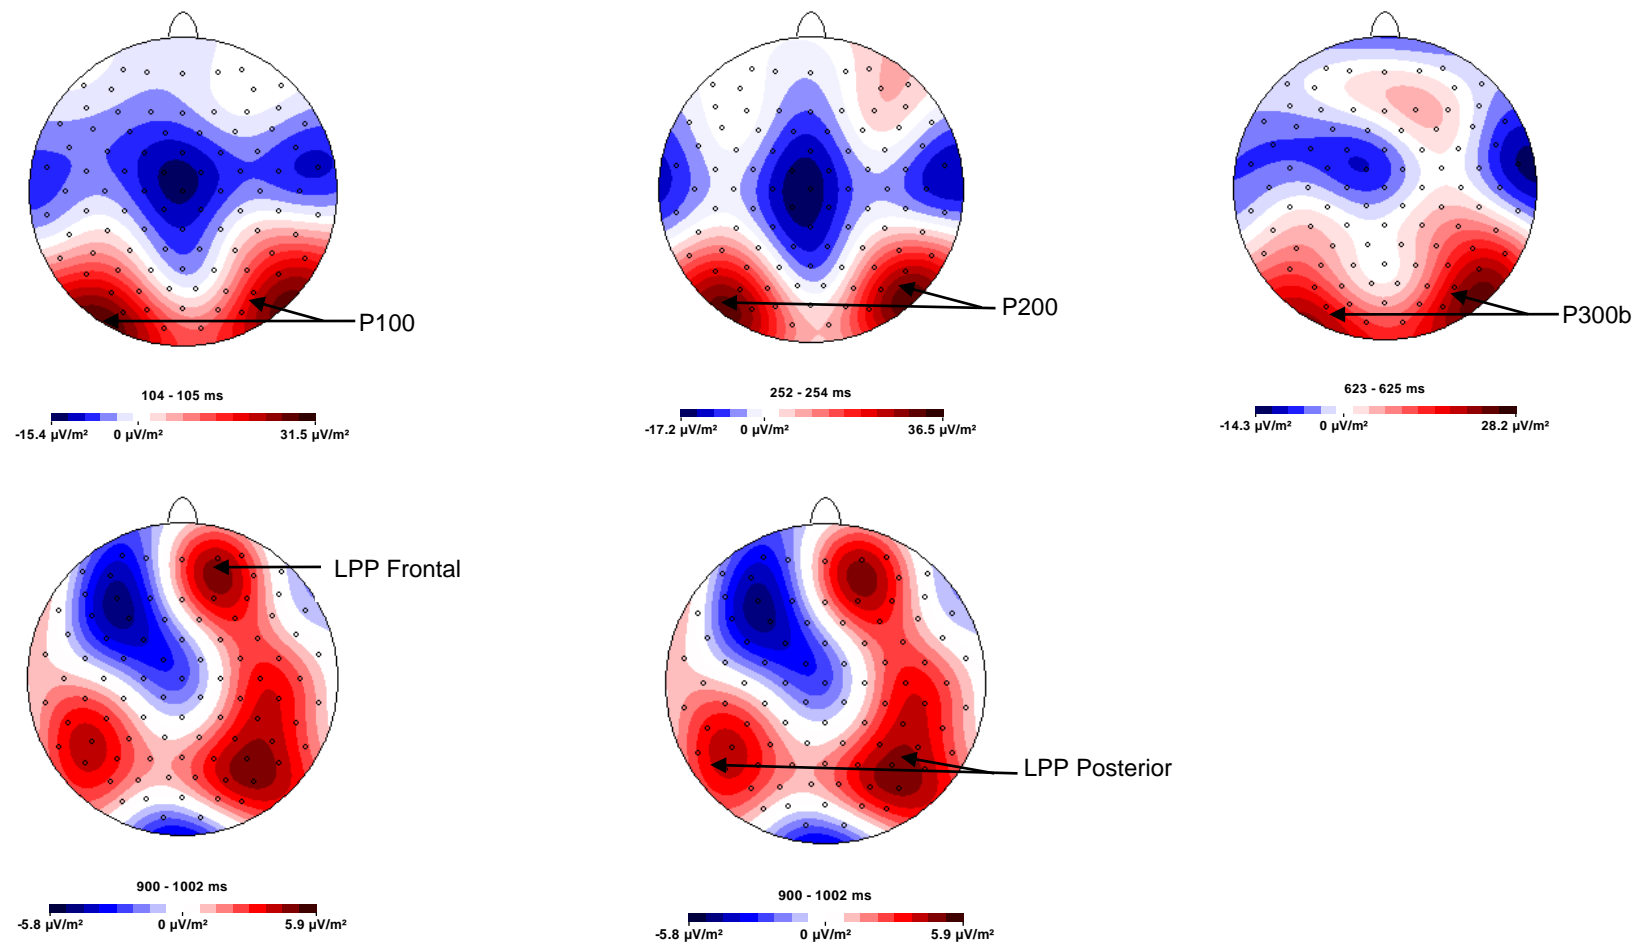 P100
P200
P300b
104 - 105 ms
-15.4 µV/m² 0 µV/m² 31.5 µV/m²
252 - 254 ms
-17.2 µV/m² 0 µV/m² 36.5 µV/m²
623 - 625 ms
-14.3 µV/m² 0 µV/m² 28.2 µV/m²
LPP Frontal
LPP Posterior
900 - 1002 ms
-5.8 µV/m² 0 µV/m² 5.9 µV/m²
900 - 1002 ms
-5.8 µV/m² 0 µV/m² 5.9 µV/m²